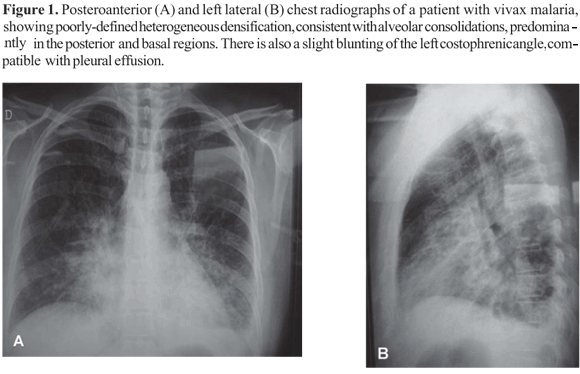 Figure 1. Posteroanterior (A) and left lateral (B) chest radiographs of a patient with vivax malaria,
showing poorly-defined heterogeneous densification, consistent with alveolar consolidations, predomina-
ntly in the posterior and basal regions. There is also a slight blunting of the left costophrenic angle, com-
patible with pleural effusion.
D
A
B